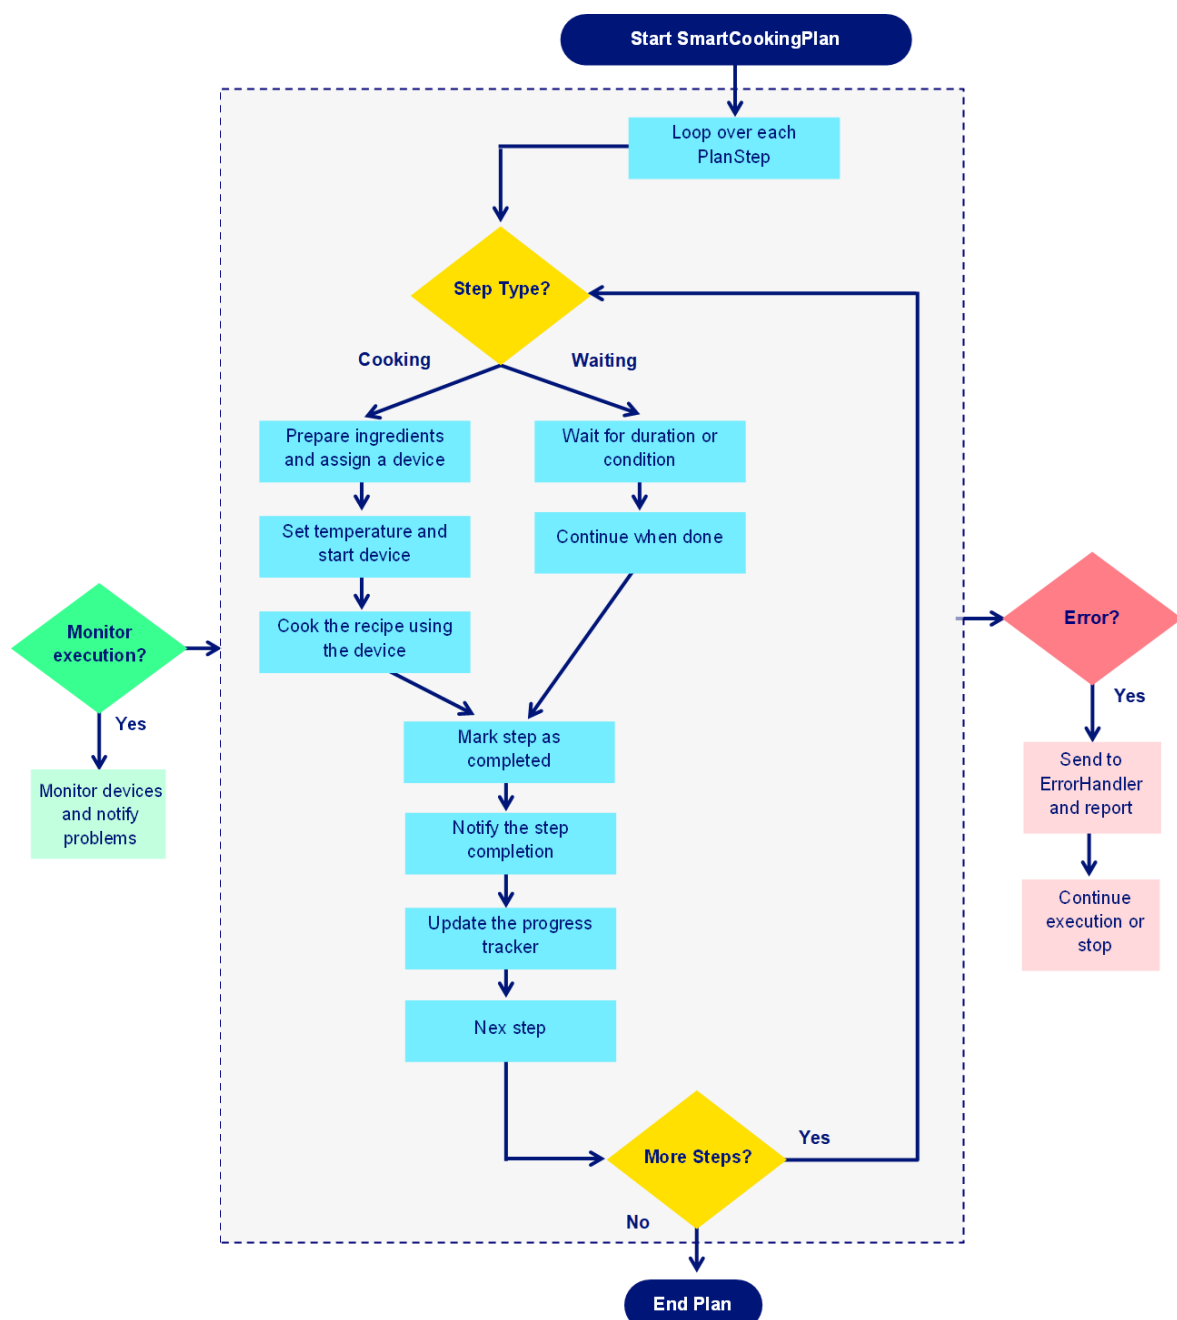 Start SmartCookingPlan
Loop over each
PlanStep
Step Type?
Cooking
Waiting
Prepare ingredients
and assign a device
Wait for duration or
condition
Set temperature and
start device
Continue when done
Cook the recipe using
the device
Monitor
execution?
Yes
Monitor devices
and notify
problems
Error?
Yes
Send to
ErrorHandler
and report
Continue
execution or
stop
Mark step as
completed
Notify the step
completion
Update the progress
tracker
Nex step
More Steps?
Yes
No
End Plan